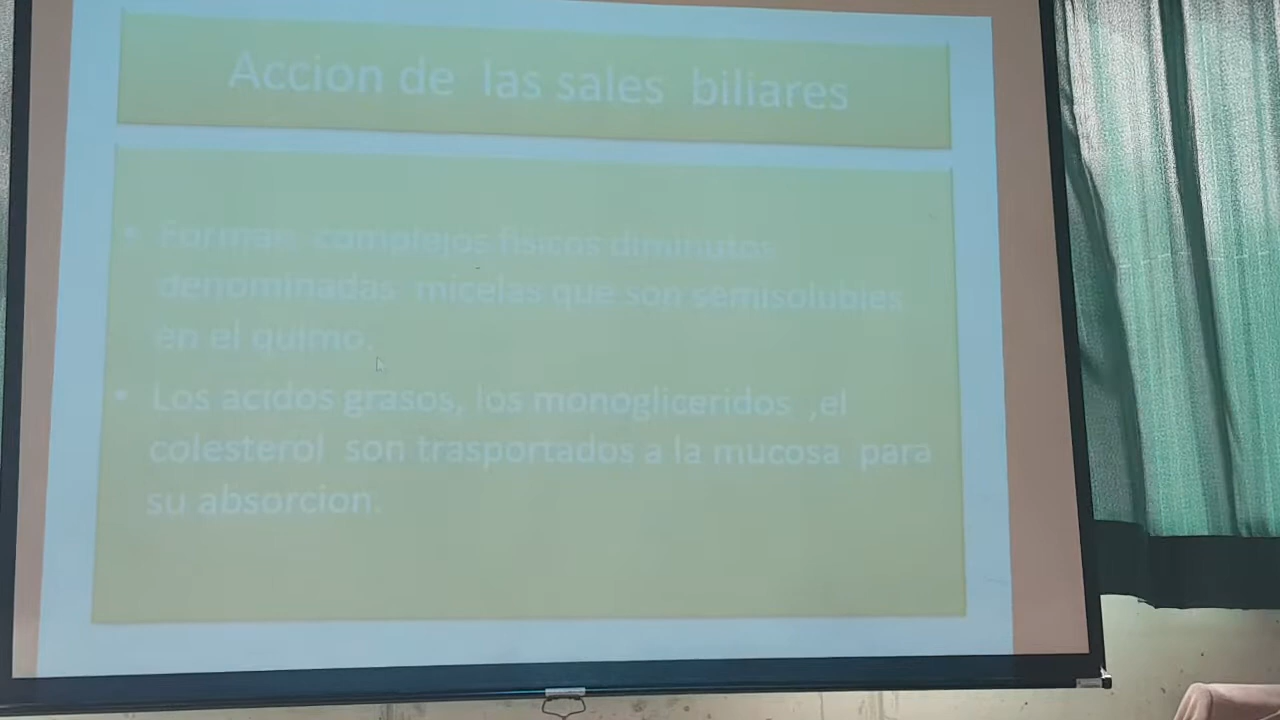 Accion de las sales biliares
• Forman complejos fisicos diminutos
denominadas micelas que son semisolubles
en el quimo.
• Los acidos grasos, los monogliceridos ,el
colesterol son trasportados a la mucosa para
su absorcion.